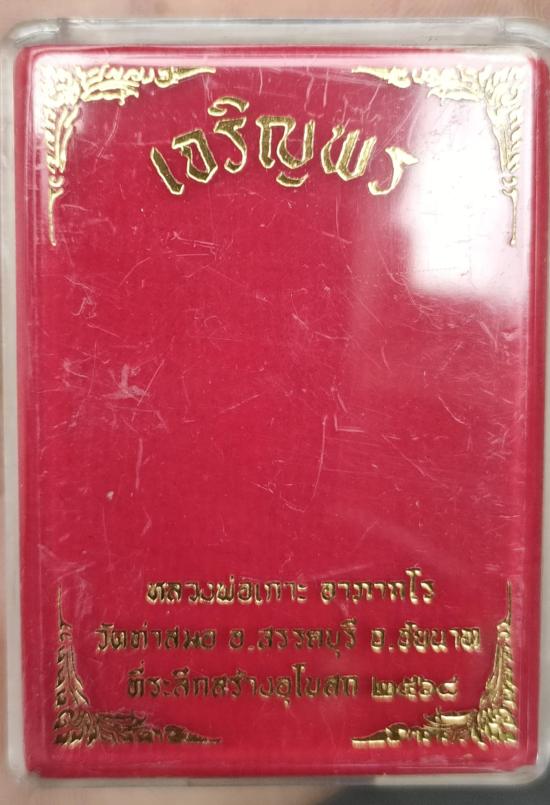 เจริญพร
หลวงพ่อเกาะ อาภากโร
วัดท่าสมอ อ.สรรคบุรี จ.ชัยนาท
ที่ระลึกสร้างอุโบสถ ๒๕๖๘